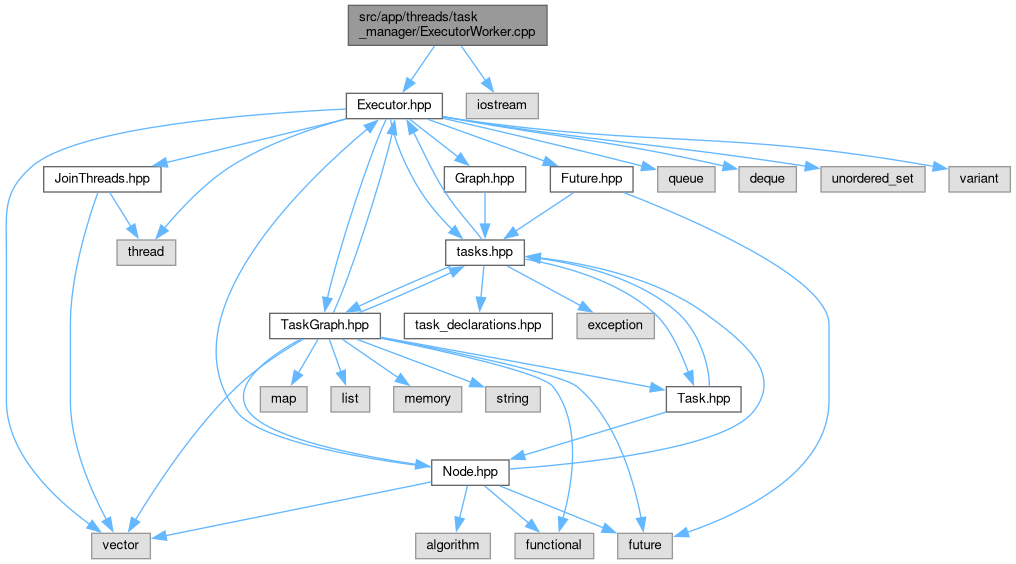 src/app/threads/task
_manager/ExecutorWorker.cpp
Executor.hpp
iostream
JoinThreads.hpp
Graph.hpp
Future.hpp
queue
deque
unordered_set
variant
thread
tasks.hpp
TaskGraph.hpp
task_declarations.hpp
exception
map
list
memory
string
Task.hpp
Node.hpp
vector
algorithm
functional
future